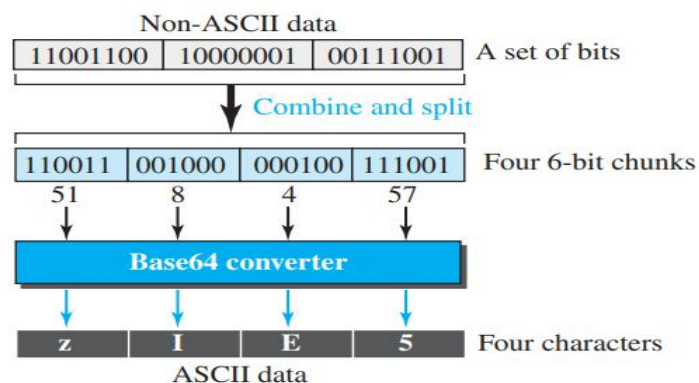 Non-ASCII data
11001100 10000001 00111001 A set of bits
Combine and split
110011 001000 000100 111001 Four 6-bit chunks
51 8 4 57
Base64 converter
z I E 5 Four characters
ASCII data